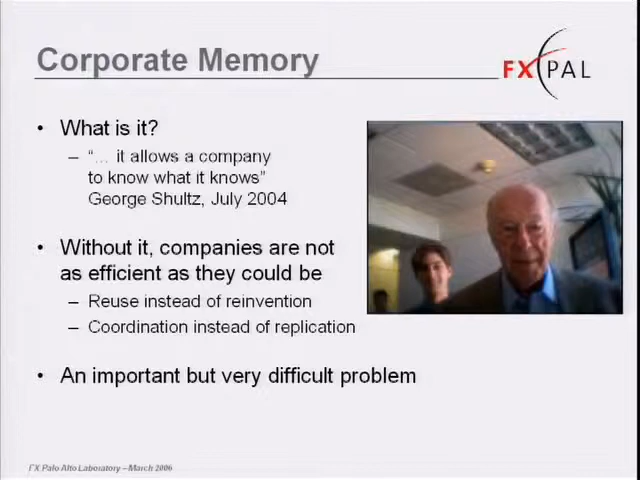 Corporate Memory
FXPAL
• What is it?
– “... it allows a company
to know what it knows”
George Shultz, July 2004
• Without it, companies are not
as efficient as they could be
– Reuse instead of reinvention
– Coordination instead of replication
• An important but very difficult problem
FX Palo Alto Laboratory – March 2006